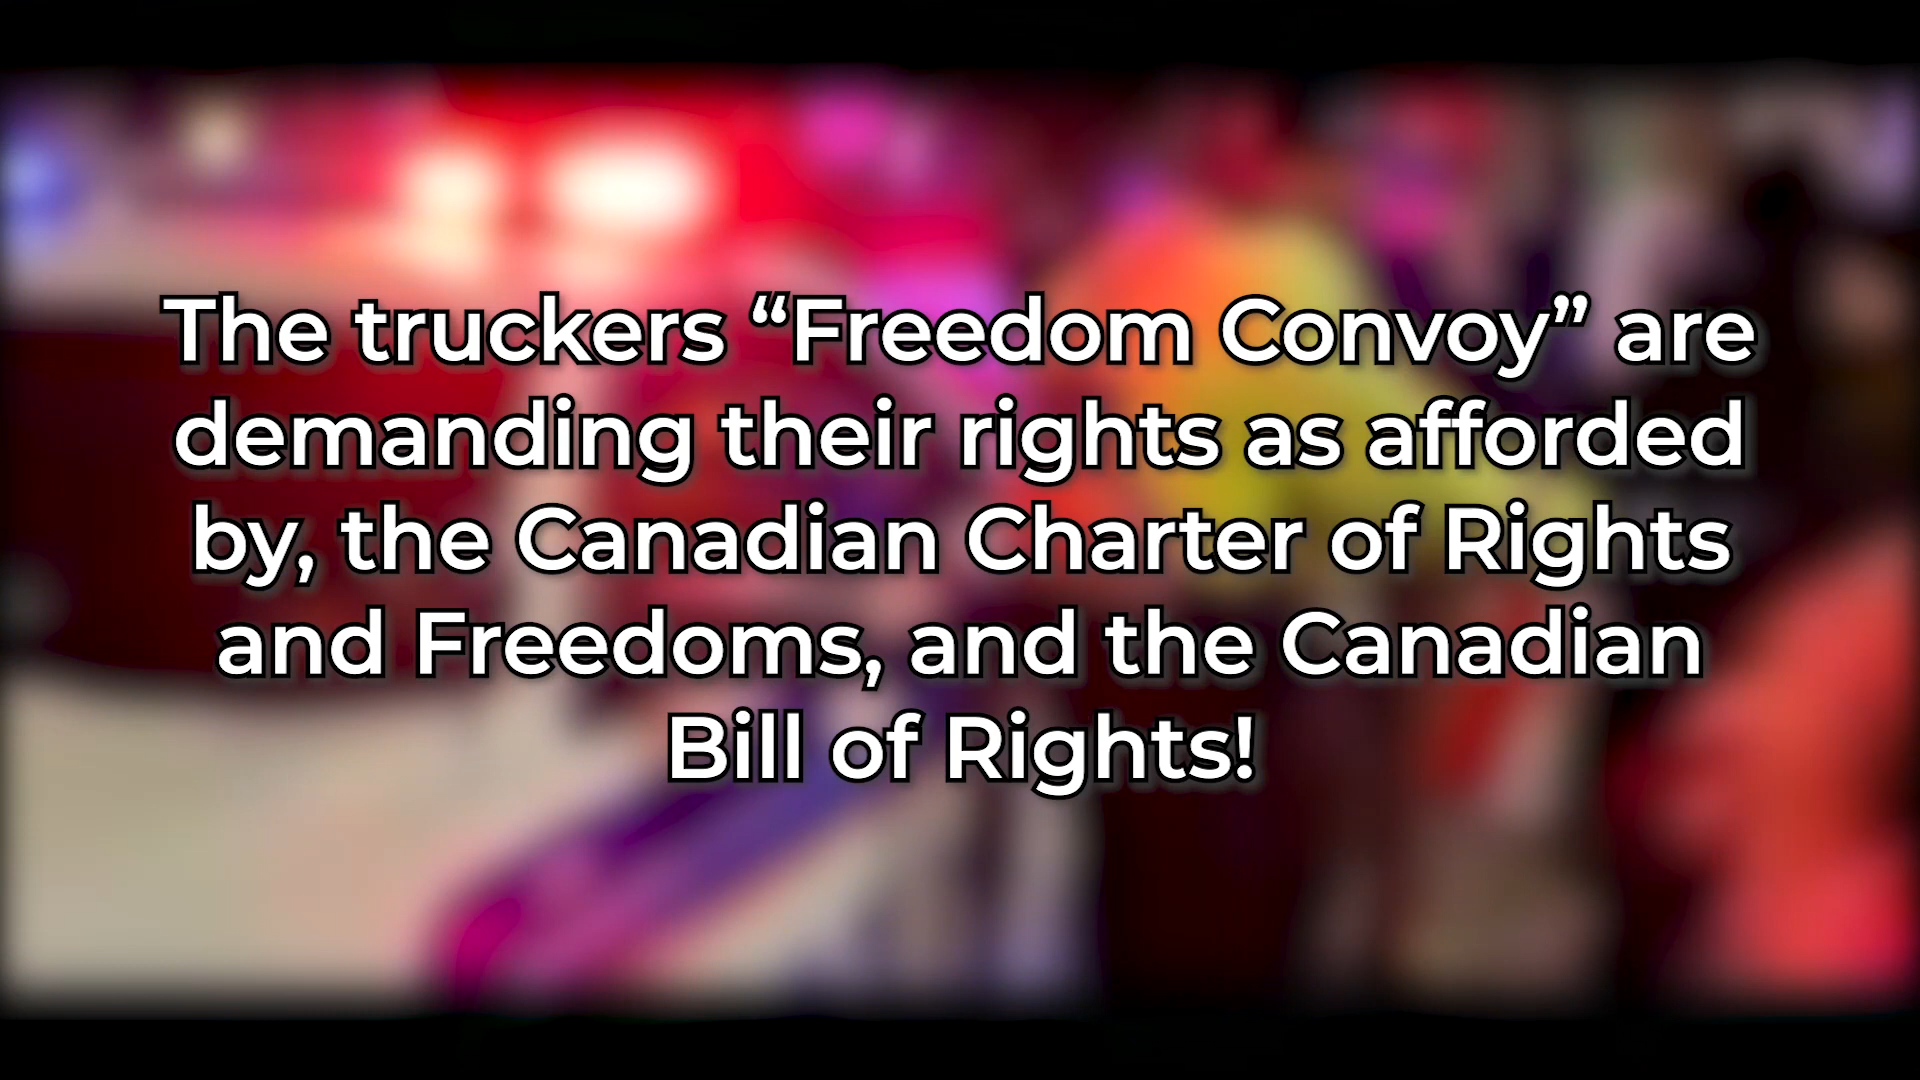 The truckers “Freedom Convoy” are
demanding their rights as afforded
by, the Canadian Charter of Rights
and Freedoms, and the Canadian
Bill of Rights!